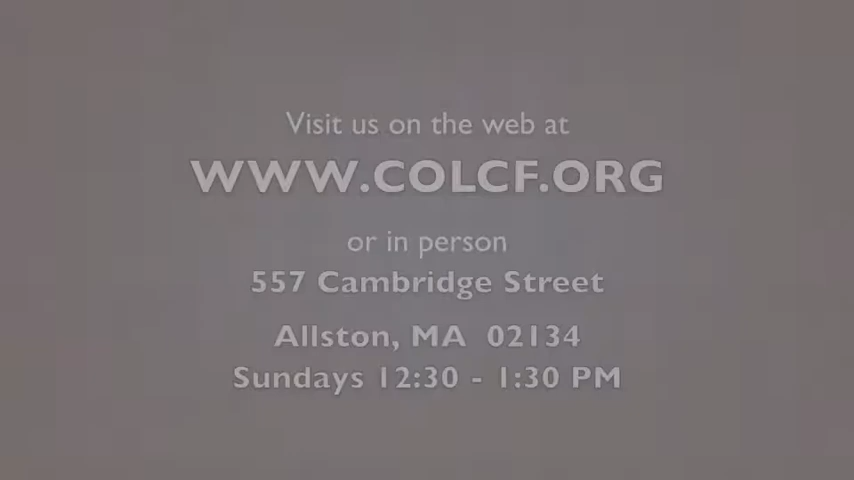 Visit us on the web at
WWW.COLCF.ORG
or in person
557 Cambridge Street
Allston, MA 02134
Sundays 12:30 - 1:30 PM